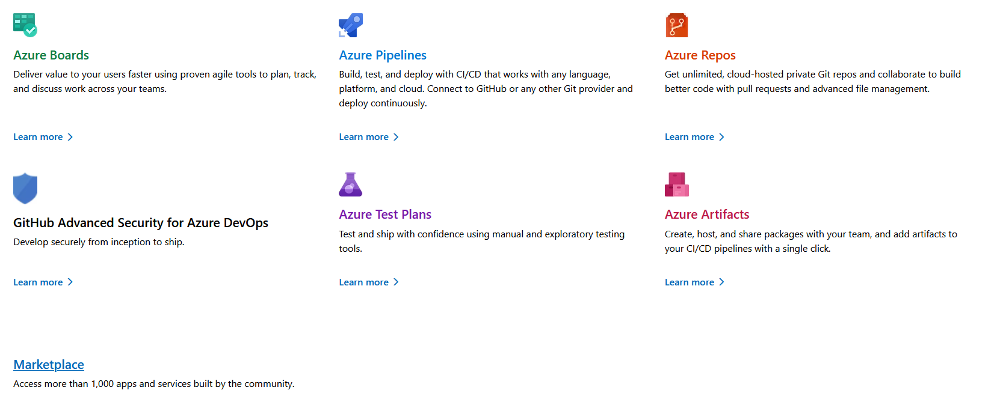 Azure Boards
Deliver value to your users faster using proven agile tools to plan, track,
and discuss work across your teams.
Learn more
Azure Pipelines
Build, test, and deploy with CI/CD that works with any language,
platform, and cloud. Connect to GitHub or any other Git provider and
deploy continuously.
Learn more
Azure Repos
Get unlimited, cloud-hosted private Git repos and collaborate to build
better code with pull requests and advanced file management.
Learn more
GitHub Advanced Security for Azure DevOps
Develop securely from inception to ship.
Learn more
Azure Test Plans
Test and ship with confidence using manual and exploratory testing
tools.
Learn more
Azure Artifacts
Create, host, and share packages with your team, and add artifacts to
your CI/CD pipelines with a single click.
Learn more
Marketplace
Access more than 1,000 apps and services built by the community.